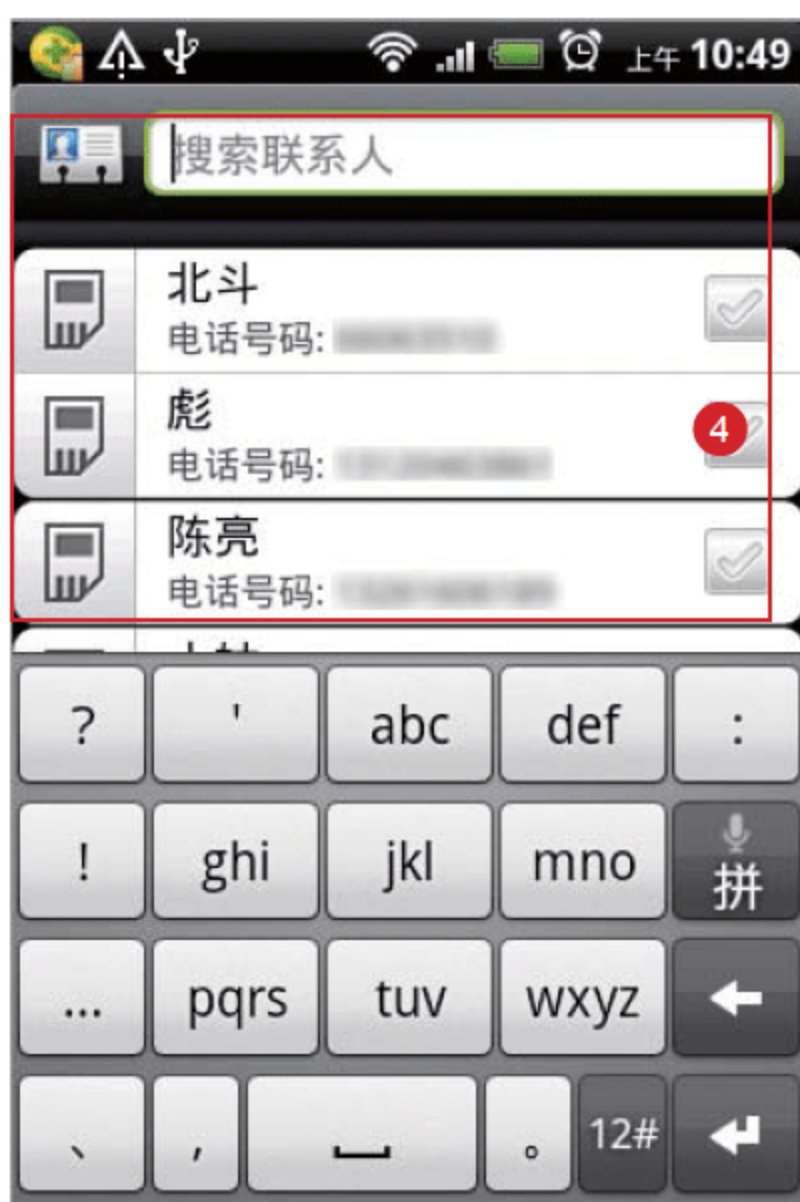 上午 10:49
搜索联系人
北斗
电话号码:
彪
电话号码:
4
陈亮
电话号码:
? ' abc def :
! ghi jkl mno 拼
... pqrs tuv wxyz
、 , 。 12#